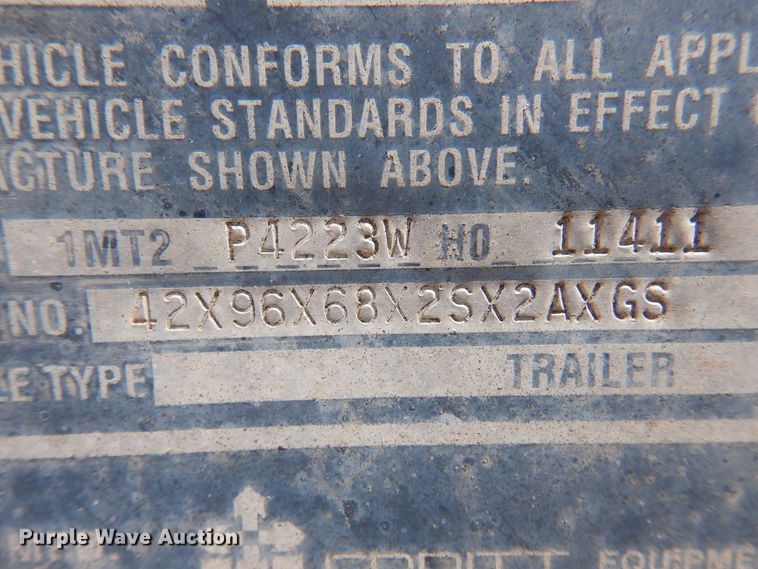 HICLE CONFORMS TO ALL APPL
VEHICLE STANDARDS IN EFFECT
ACTURE SHOWN ABOVE.
1MT2 P4223W H0 11411
NO. 42X96X68X2SX2AXGS
LE TYPE TRAILER
Purple Wave Auction
EQUIPME